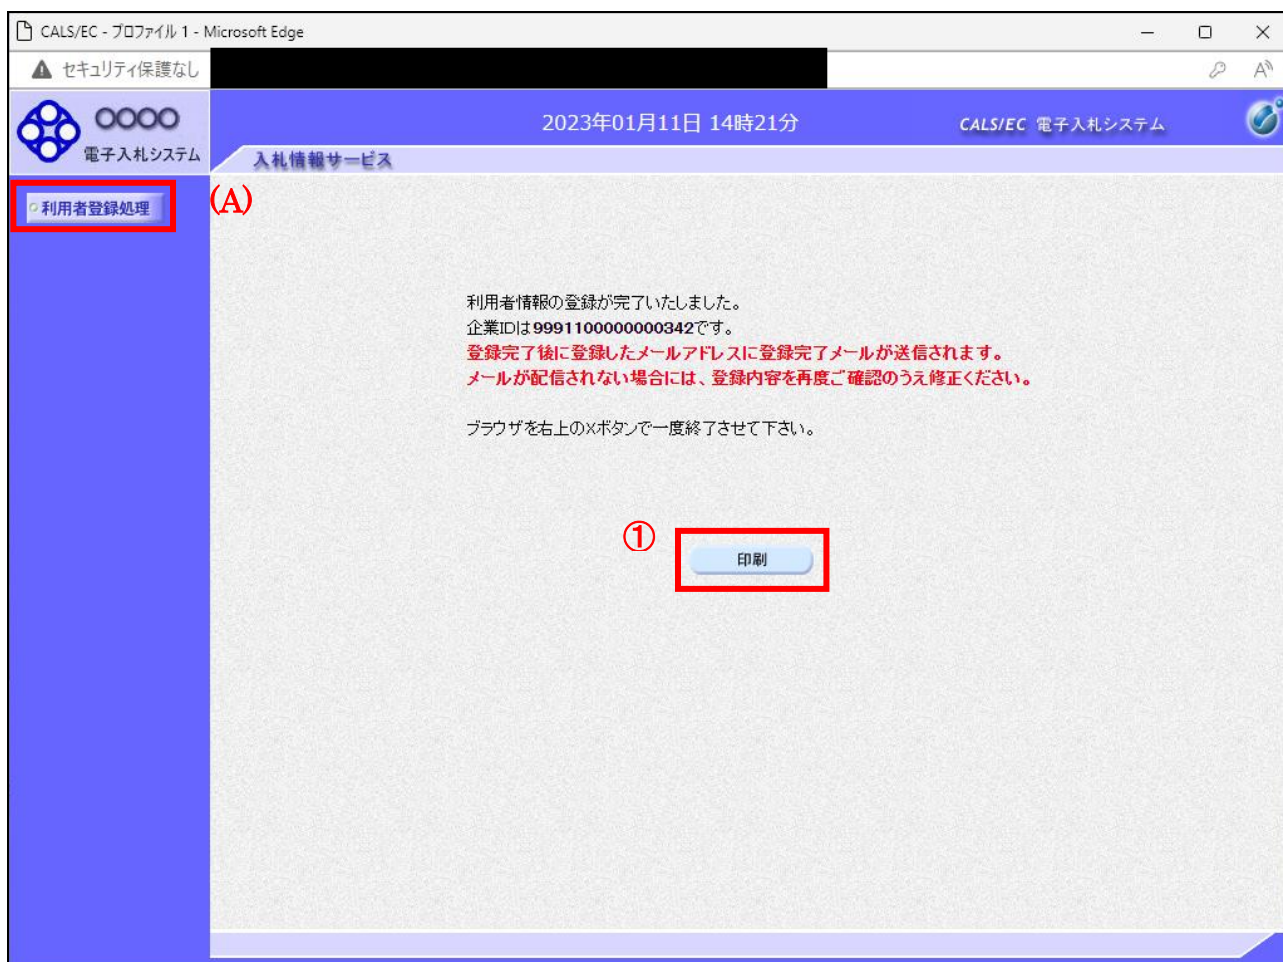 CALS/EC - プロファイル 1 - Microsoft Edge
セキュリティ保護なし
○○○○
電子入札システム
2023年01月11日 14時21分
CALS/EC 電子入札システム
入札情報サービス
利用者登録処理
(A)
利用者情報の登録が完了いたしました。
企業IDは9991100000000342です。
登録完了後に登録したメールアドレスに登録完了メールが送信されます。
メールが配信されない場合には、登録内容を再度ご確認のうえ修正ください。
ブラウザを右上の×ボタンで一度終了させて下さい。
①
印刷